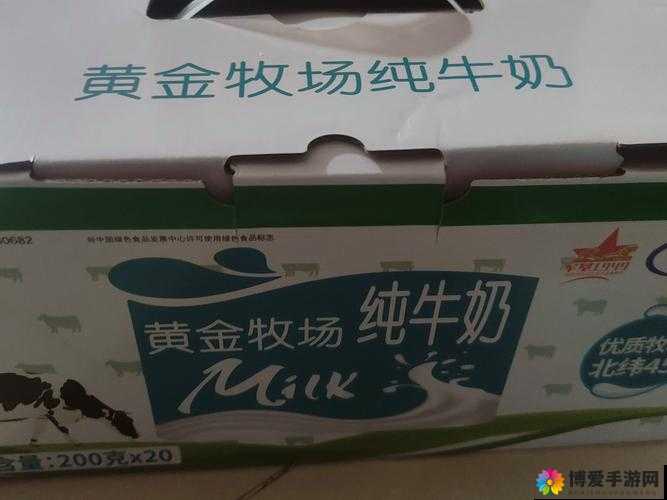 黄金牧场纯牛奶
0682
经中国绿色食品发展中心许可使用绿色食品标志
黄金牧场 纯牛奶
Milk
优质牧
北纬45
含量:200克x20
博爱手游网